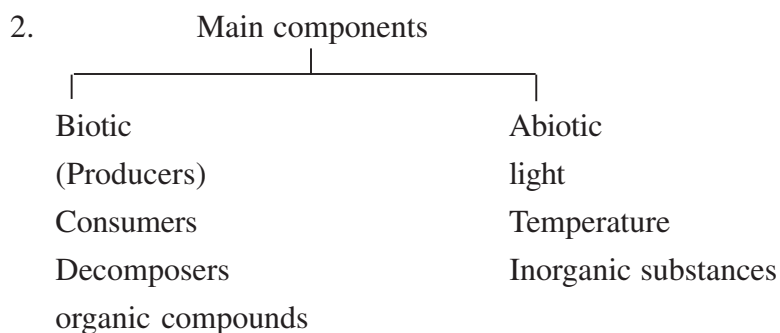 2. Main components
Biotic Abiotic
(Producers) light
Consumers Temperature
Decomposers Inorganic substances
organic compounds